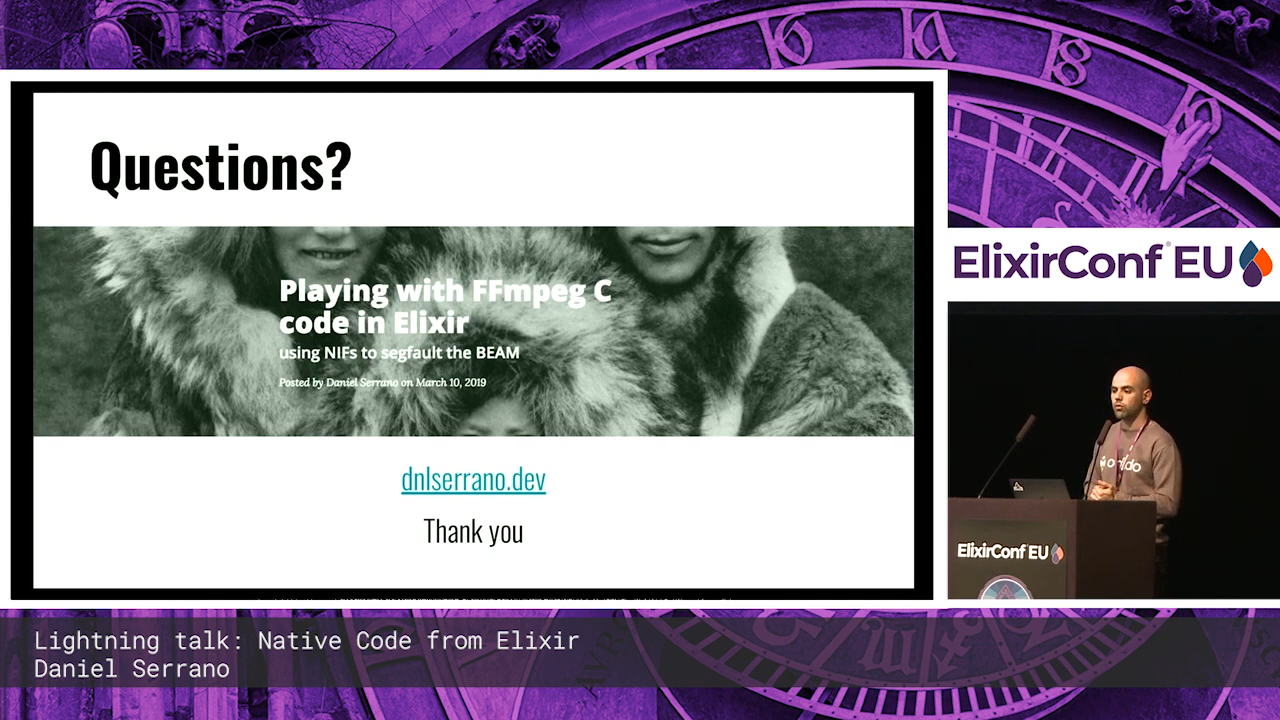 Questions?
Playing with FFmpeg C
code in Elixir
using NIFs to segfault the BEAM
Posted by Daniel Serrano on March 10, 2019
dnlserrano.dev
Thank you
ElixirConf® EU
ElixirConf EU
Lightning talk: Native Code from Elixir
Daniel Serrano